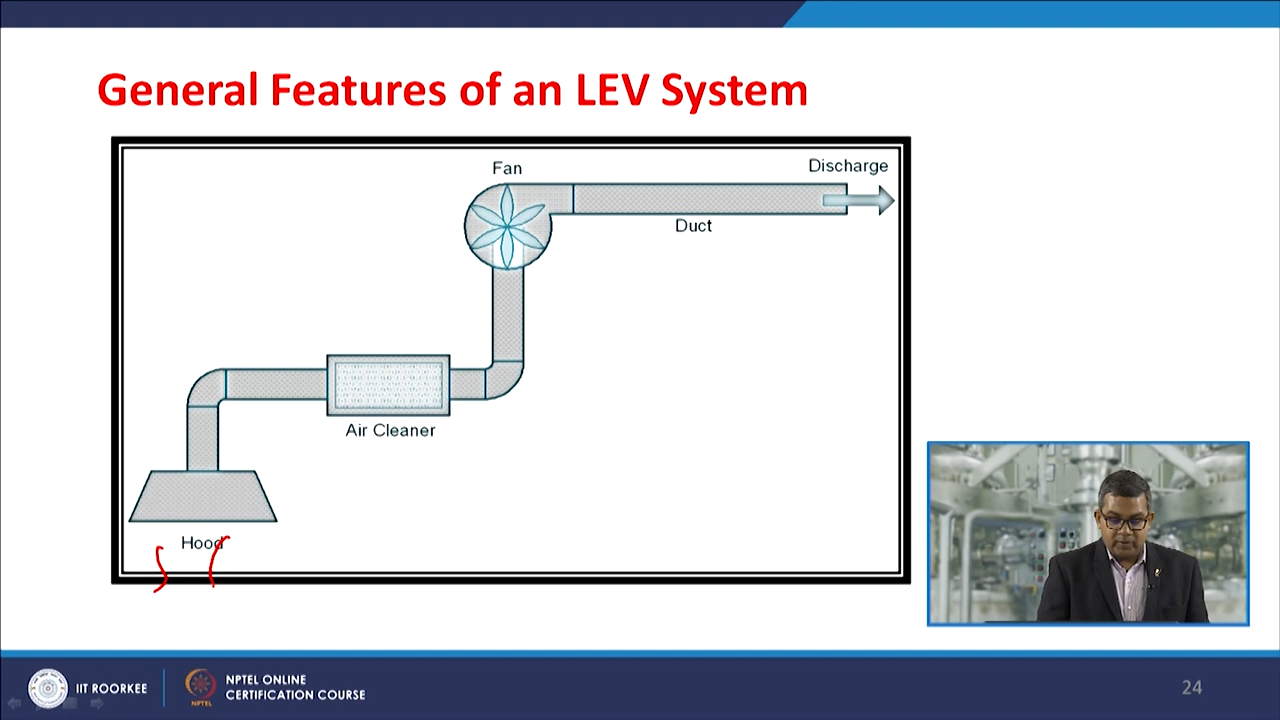 General Features of an LEV System
Fan
Discharge
Duct
Air Cleaner
Hood
IIT ROORKEE
NPTEL
NPTEL ONLINE
CERTIFICATION COURSE
24